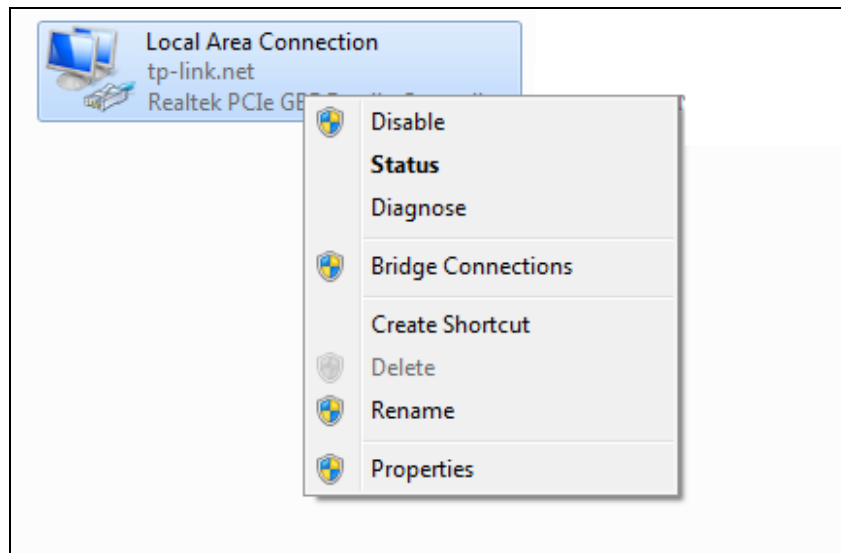 Local Area Connection
tp-link.net
Realtek PCIe
Disable
Status
Diagnose
Bridge Connections
Create Shortcut
Delete
Rename
Properties